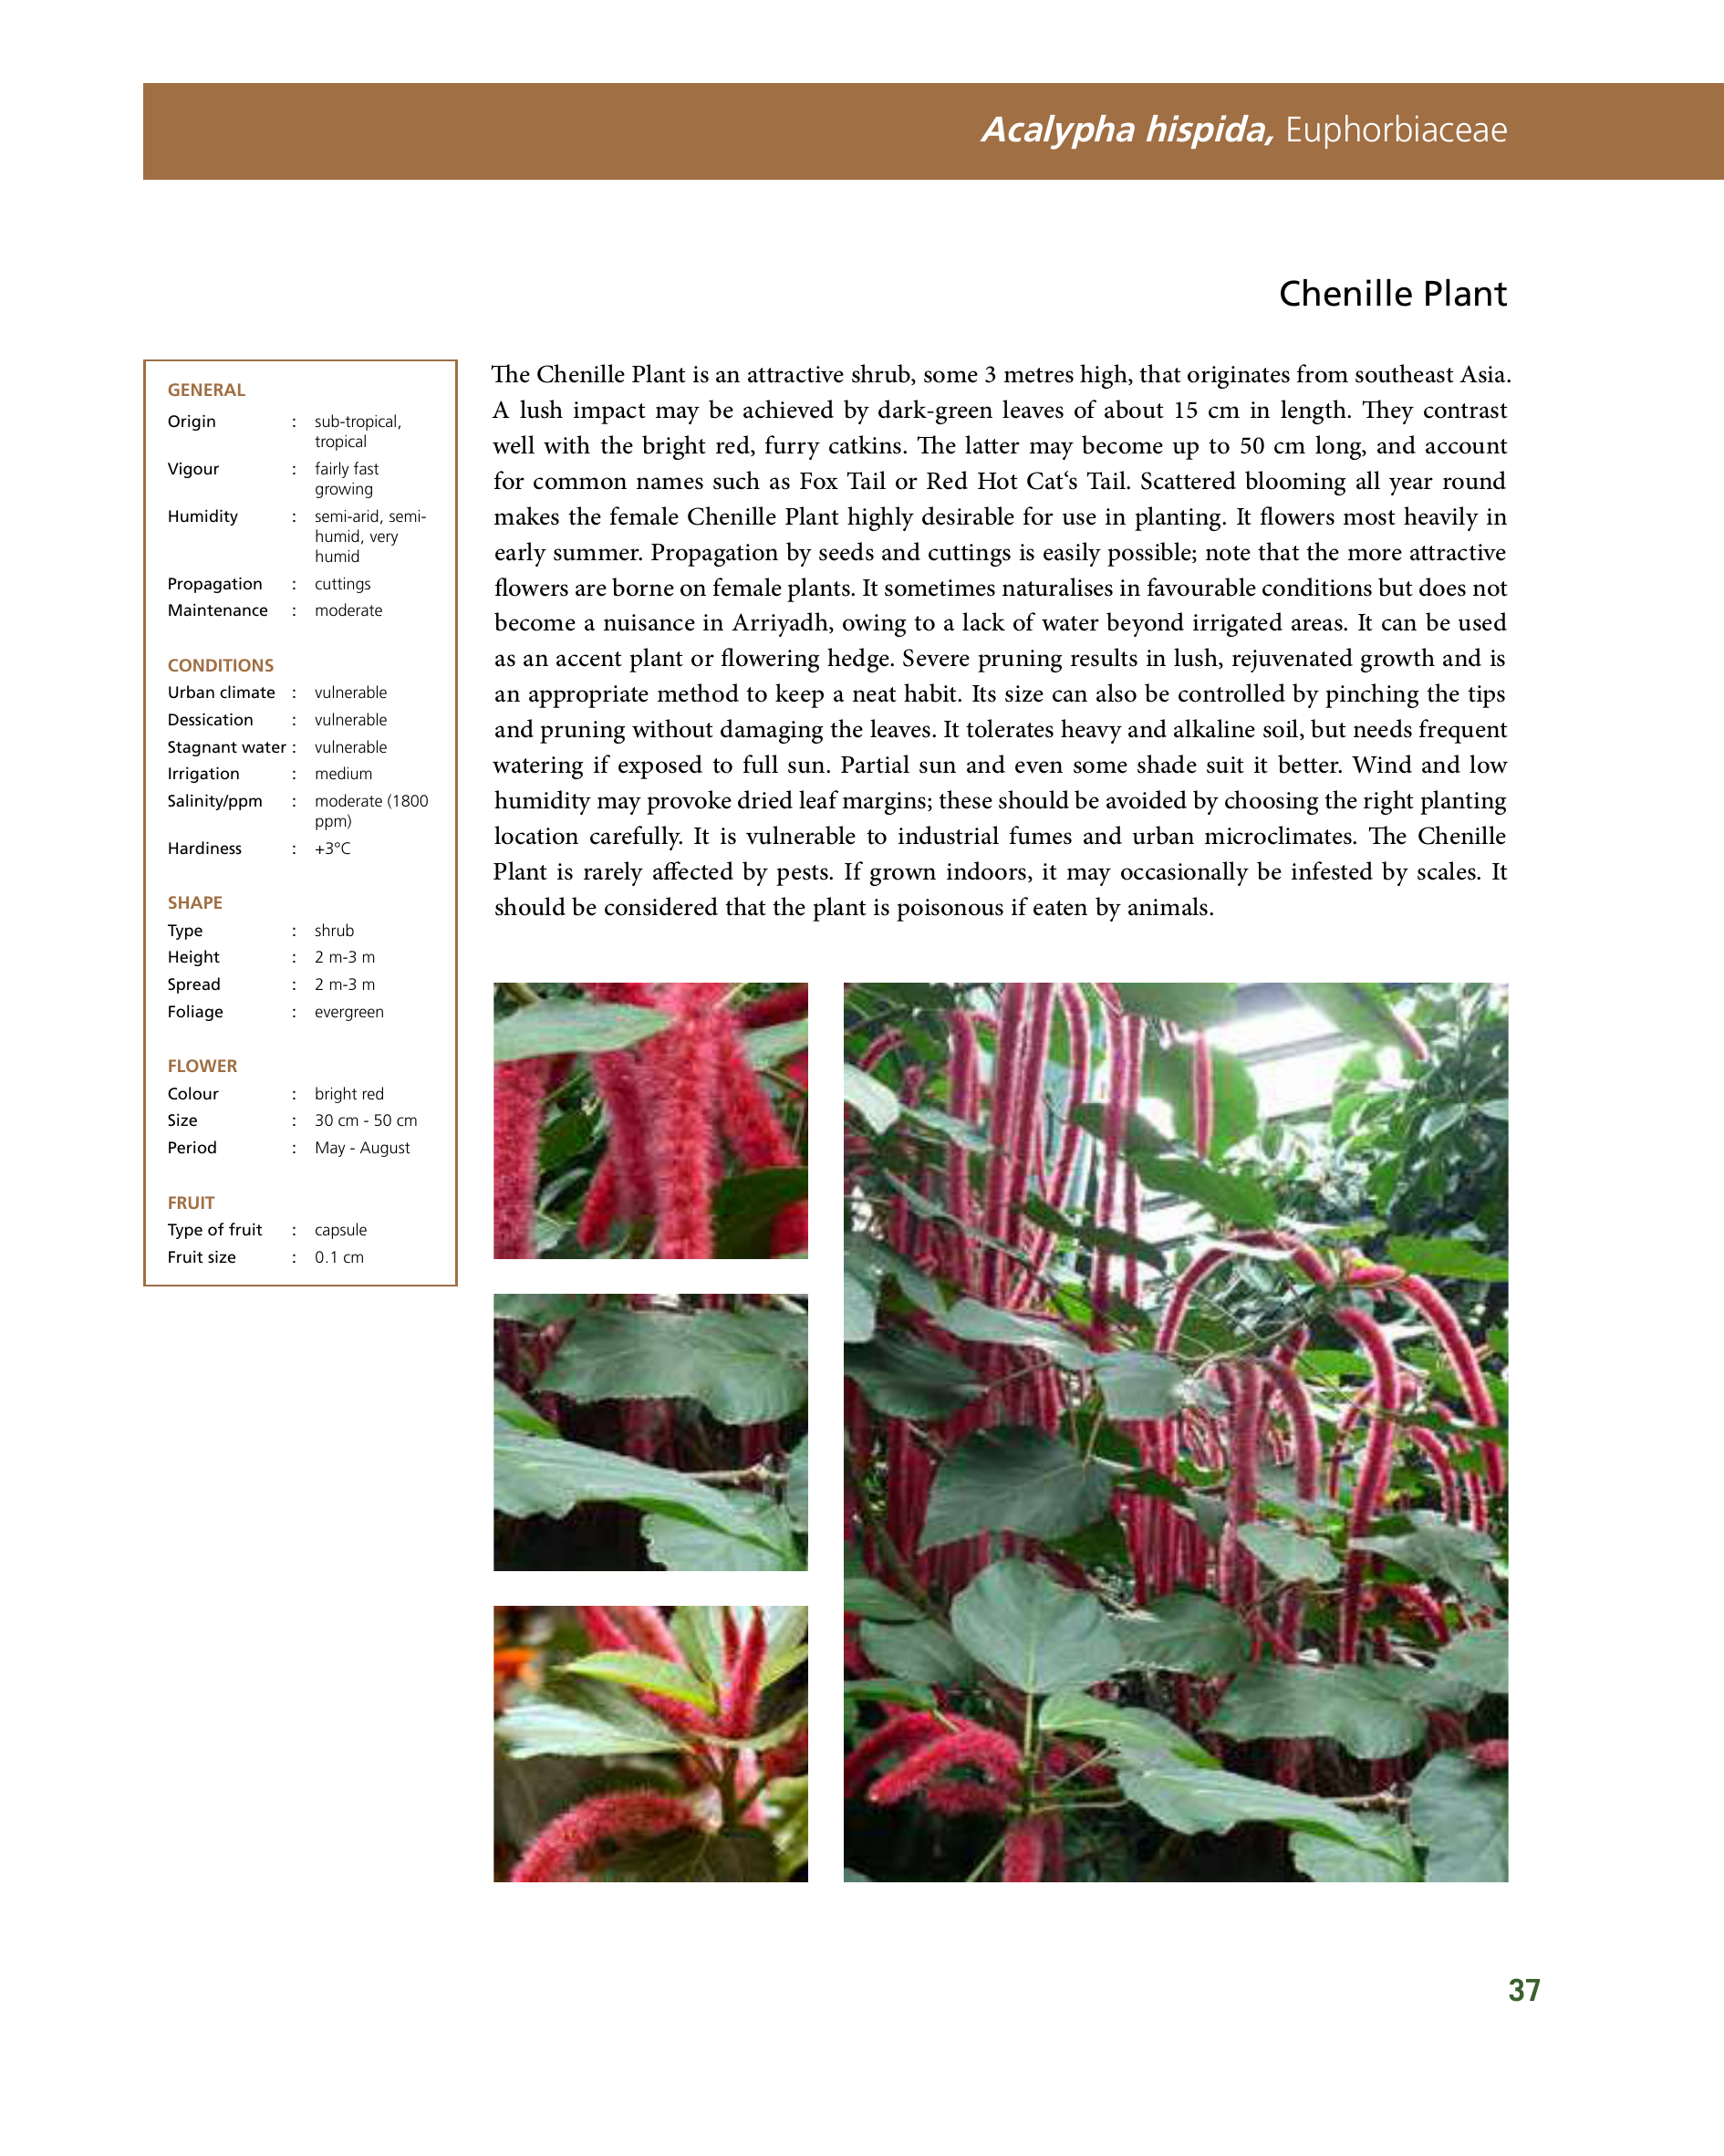 Acalypha hispida, Euphorbiaceae
Chenille Plant
GENERAL
Origin : sub-tropical,
tropical
Vigour : fairly fast
growing
Humidity : semi-arid, semi-
humid, very
humid
Propagation : cuttings
Maintenance : moderate
CONDITIONS
Urban climate : vulnerable
Dessication : vulnerable
Stagnant water : vulnerable
Irrigation : medium
Salinity/ppm : moderate (1800
ppm)
Hardiness : +3°C
SHAPE
Type : shrub
Height : 2 m-3 m
Spread : 2 m-3 m
Foliage : evergreen
FLOWER
Colour : bright red
Size : 30 cm - 50 cm
Period : May - August
FRUIT
Type of fruit : capsule
Fruit size : 0.1 cm
The Chenille Plant is an attractive shrub, some 3 metres high, that originates from southeast Asia.
A lush impact may be achieved by dark-green leaves of about 15 cm in length. They contrast
well with the bright red, furry catkins. The latter may become up to 50 cm long, and account
for common names such as Fox Tail or Red Hot Cat‘s Tail. Scattered blooming all year round
makes the female Chenille Plant highly desirable for use in planting. It flowers most heavily in
early summer. Propagation by seeds and cuttings is easily possible; note that the more attractive
flowers are borne on female plants. It sometimes naturalises in favourable conditions but does not
become a nuisance in Arriyadh, owing to a lack of water beyond irrigated areas. It can be used
as an accent plant or flowering hedge. Severe pruning results in lush, rejuvenated growth and is
an appropriate method to keep a neat habit. Its size can also be controlled by pinching the tips
and pruning without damaging the leaves. It tolerates heavy and alkaline soil, but needs frequent
watering if exposed to full sun. Partial sun and even some shade suit it better. Wind and low
humidity may provoke dried leaf margins; these should be avoided by choosing the right planting
location carefully. It is vulnerable to industrial fumes and urban microclimates. The Chenille
Plant is rarely affected by pests. If grown indoors, it may occasionally be infested by scales. It
should be considered that the plant is poisonous if eaten by animals.
37